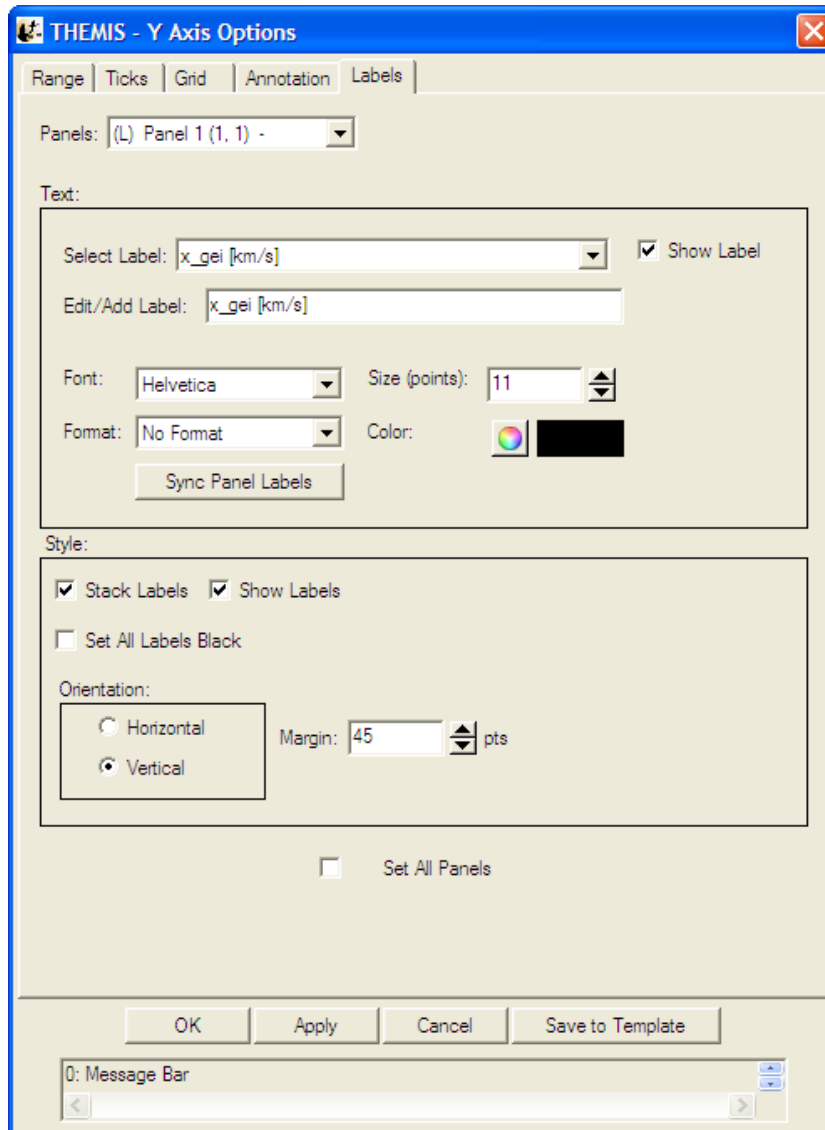 THEMIS - Y Axis Options
Range Ticks Grid Annotation Labels
Panels: (L) Panel 1 (1, 1) -
Text:
Select Label: x_gei [km/s] Show Label
Edit/Add Label: x_gei [km/s]
Font: Helvetica Size (points): 11
Format: No Format Color:
Sync Panel Labels
Style:
Stack Labels Show Labels
Set All Labels Black
Orientation:
Horizontal
Margin: 45 pts
Vertical
Set All Panels
OK Apply Cancel Save to Template
0: Message Bar